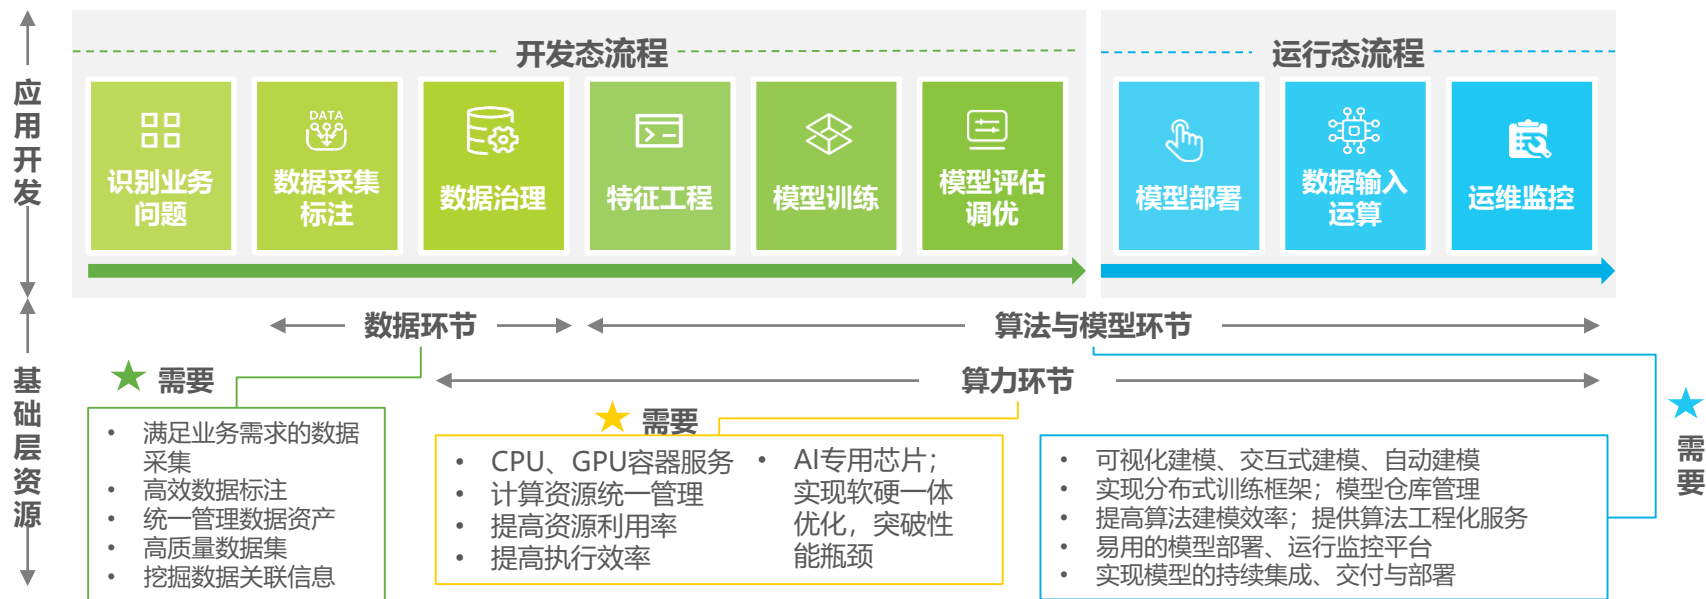 应用开发
开发态流程
运行态流程
识别业务
问题
DATA
数据采集
标注
数据治理
特征工程
模型训练
模型评估
调优
模型部署
数据输入
运算
运维监控
基础层资源
数据环节
算法与模型环节
算力环节
需要
• 满足业务需求的数据
采集
• 高效数据标注
• 统一管理数据资产
• 高质量数据集
• 挖掘数据关联信息
需要
• CPU、GPU容器服务
• 计算资源统一管理
• 提高资源利用率
• 提高执行效率
• AI专用芯片；
实现软硬一体
优化，突破性
能瓶颈
需要
• 可视化建模、交互式建模、自动建模
• 实现分布式训练框架；模型仓库管理
• 提高算法建模效率；提供算法工程化服务
• 易用的模型部署、运行监控平台
• 实现模型的持续集成、交付与部署